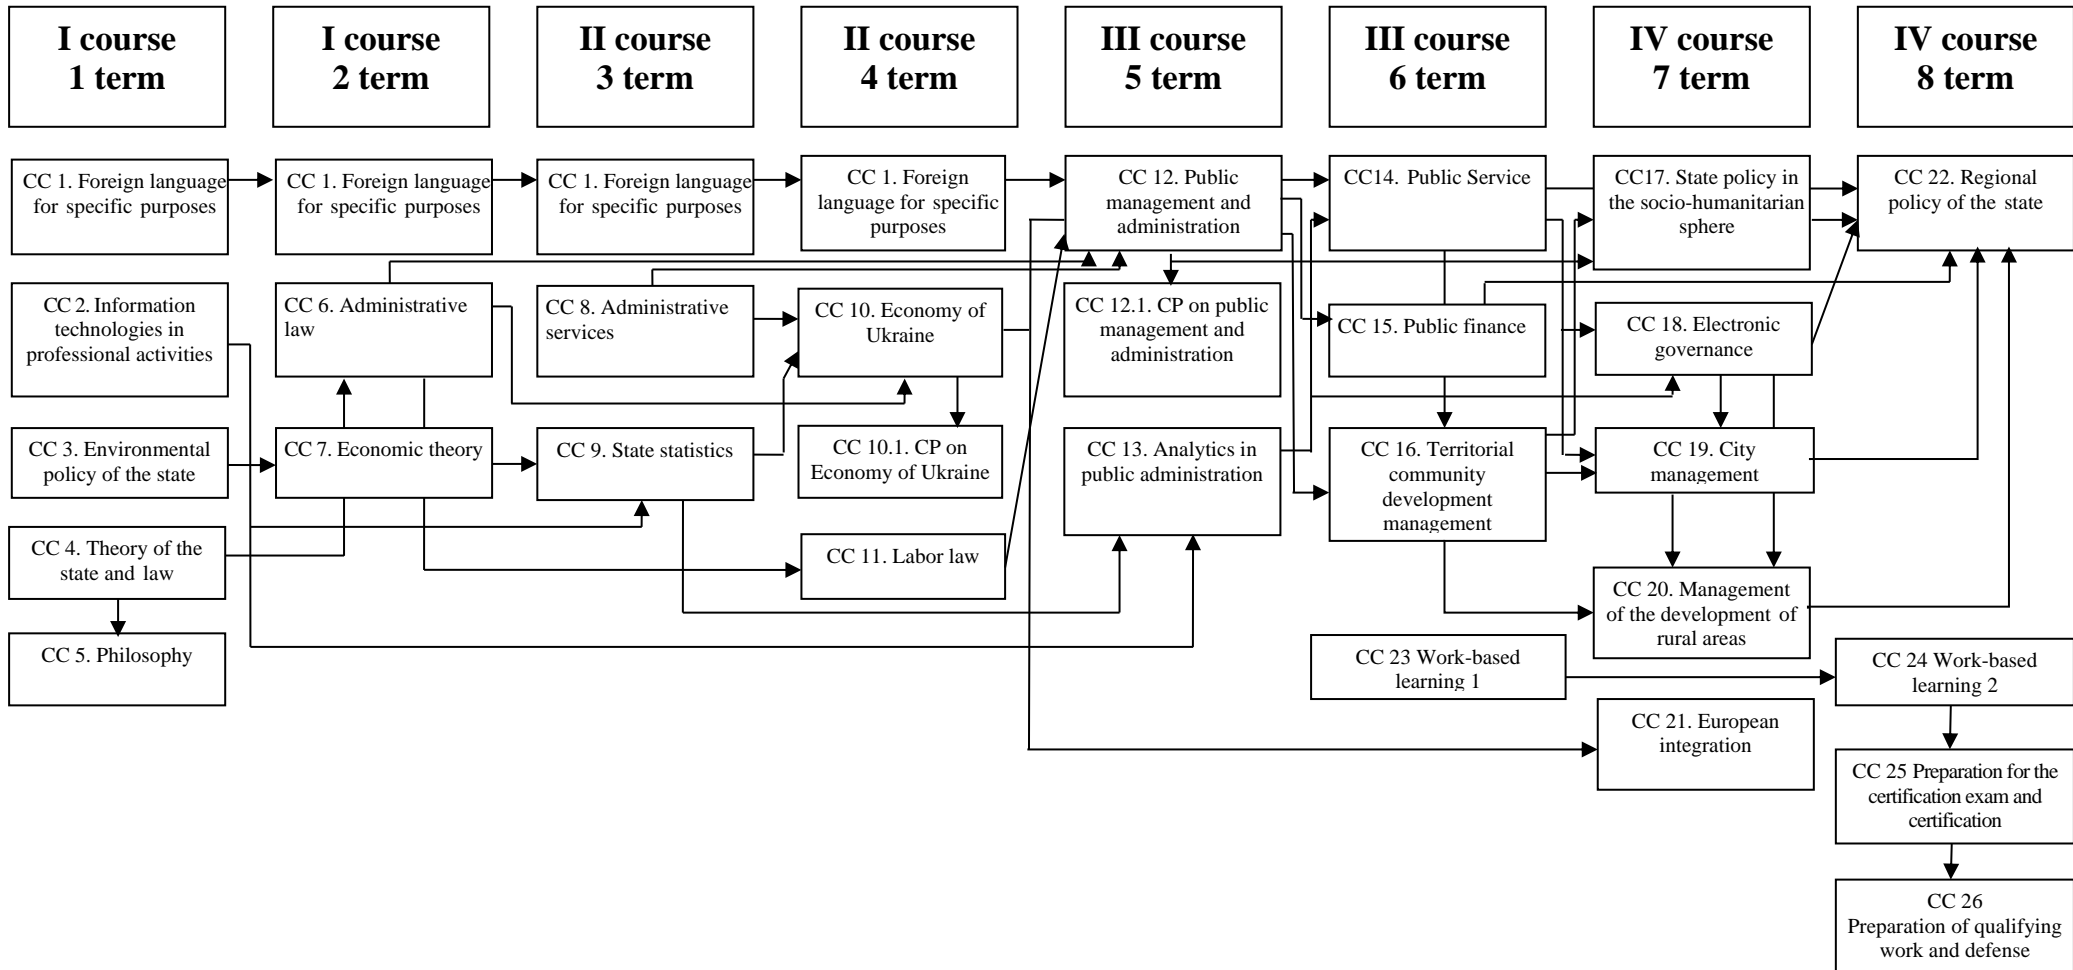 I course
1 term
I course
2 term
II course
3 term
II course
4 term
III course
5 term
III course
6 term
IV course
7 term
IV course
8 term
CC 1. Foreign language
for specific purposes
CC 1. Foreign language
for specific purposes
CC 1. Foreign language
for specific purposes
CC 1. Foreign
language for specific
purposes
CC 12. Public
management and
administration
CC14. Public Service
CC17. State policy in
the socio-humanitarian
sphere
CC 22. Regional
policy of the state
CC 2. Information
technologies in
professional activities
CC 6. Administrative
law
CC 8. Administrative
services
CC 10. Economy of
Ukraine
CC 12.1. CP on public
management and
administration
CC 15. Public finance
CC 18. Electronic
governance
CC 3. Environmental
policy of the state
CC 7. Economic theory
CC 9. State statistics
CC 10.1. CP on
Economy of Ukraine
CC 13. Analytics in
public administration
CC 16. Territorial
community
development
management
CC 19. City
management
CC 4. Theory of the
state and law
CC 11. Labor law
CC 20. Management
of the development of
rural areas
CC 5. Philosophy
CC 23 Work-based
learning 1
CC 24 Work-based
learning 2
CC 21. European
integration
CC 25 Preparation for the
certification exam and
certification
CC 26
Preparation of qualifying
work and defense